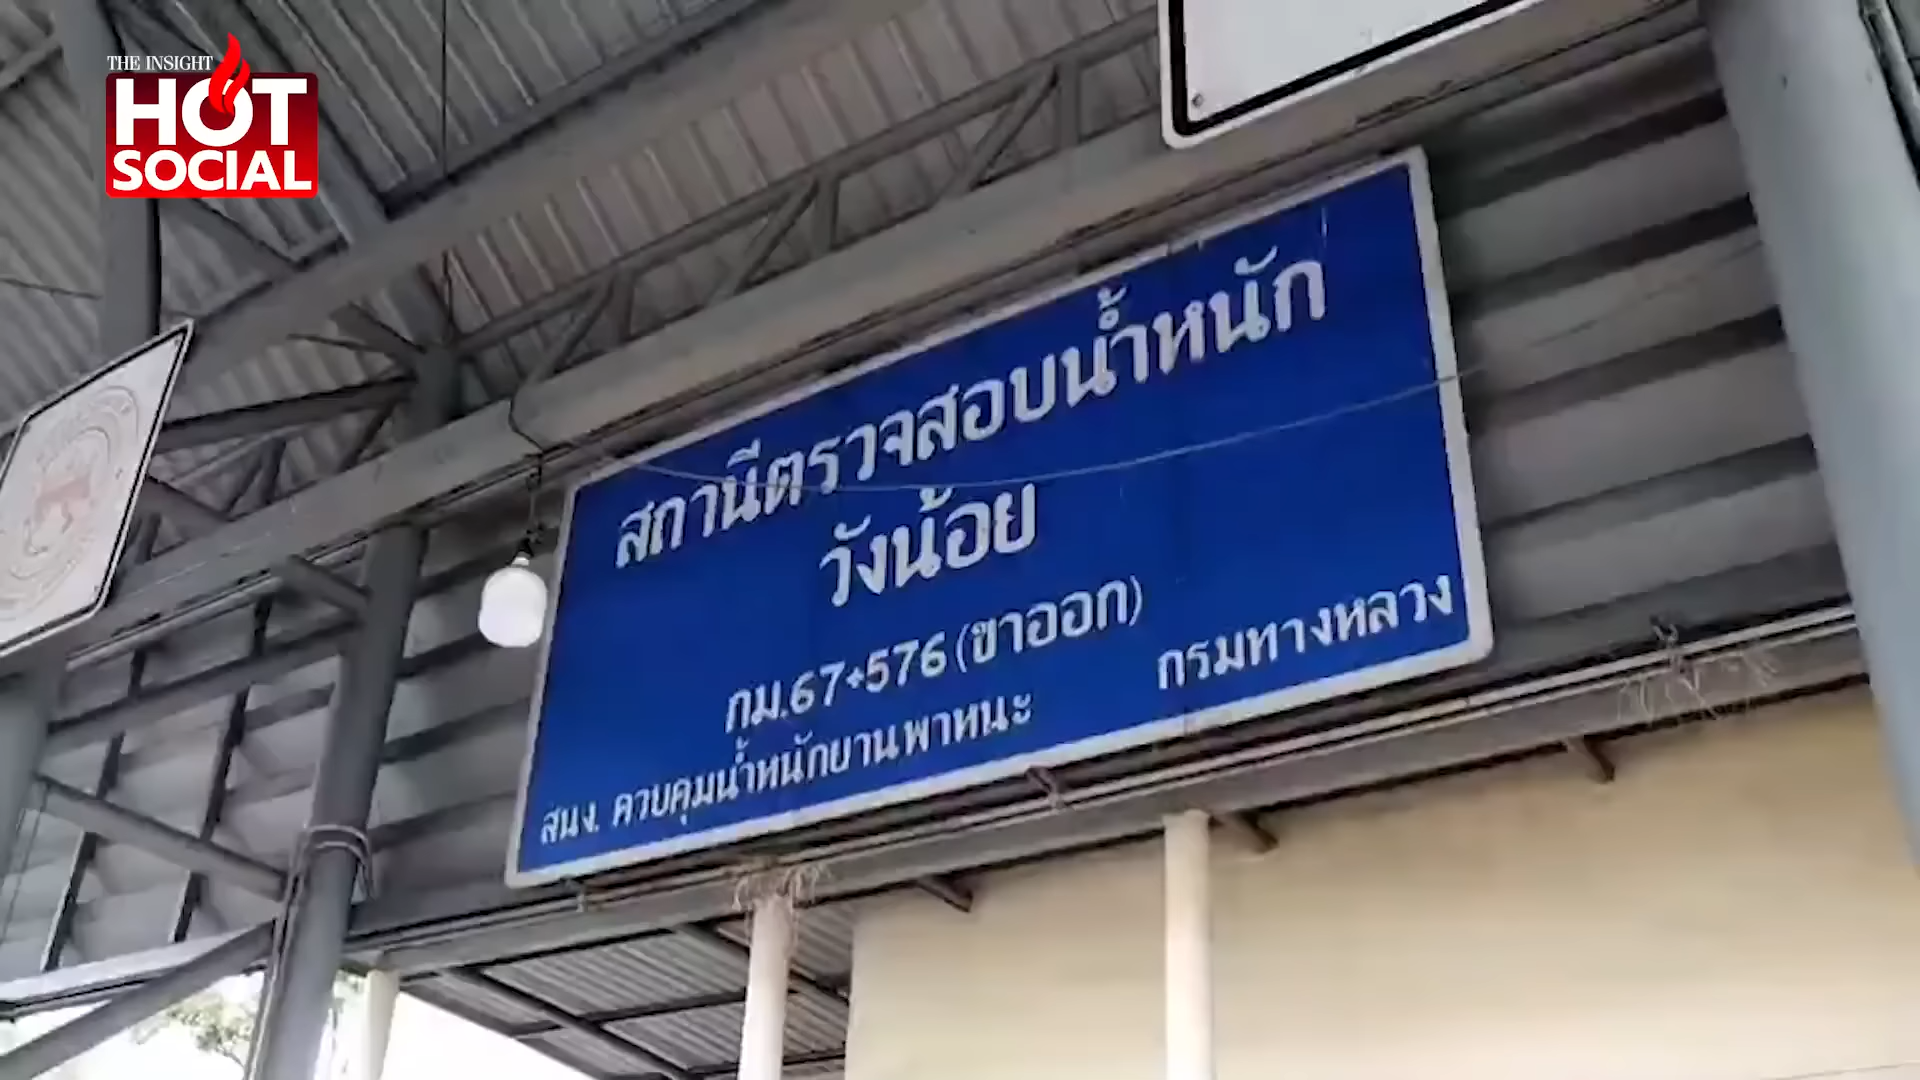 THE INSIGHT
HOT
SOCIAL
สถานีตรวจสอบน้ำหนัก
วังน้อย
กม.67+576 (ขาออก)
สนง. ควบคุมน้ำหนักยานพาหนะ
กรมทางหลวง